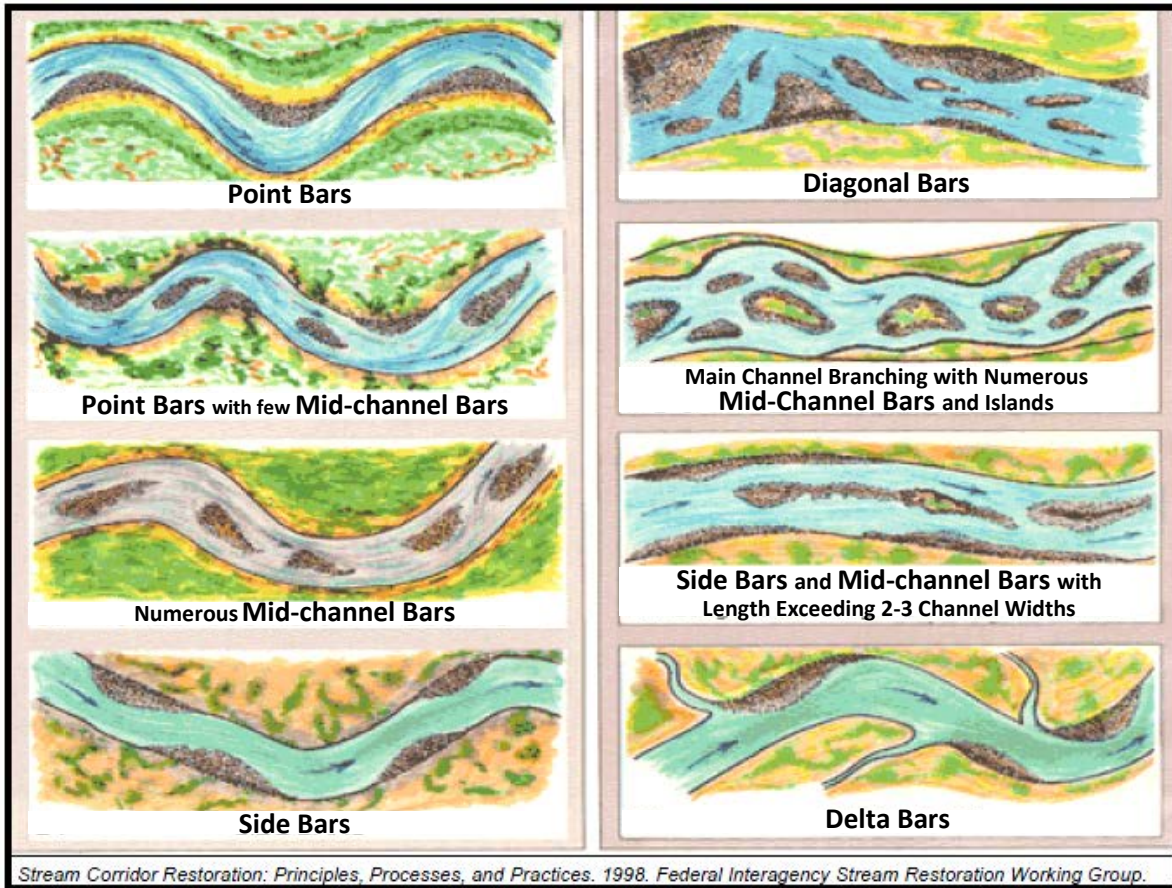 Point Bars
Diagonal Bars
Point Bars with few Mid-channel Bars
Main Channel Branching with Numerous
Mid-Channel Bars and Islands
Numerous Mid-channel Bars
Side Bars and Mid-channel Bars with
Length Exceeding 2-3 Channel Widths
Side Bars
Delta Bars
Stream Corridor Restoration: Principles, Processes, and Practices. 1998. Federal Interagency Stream Restoration Working Group.